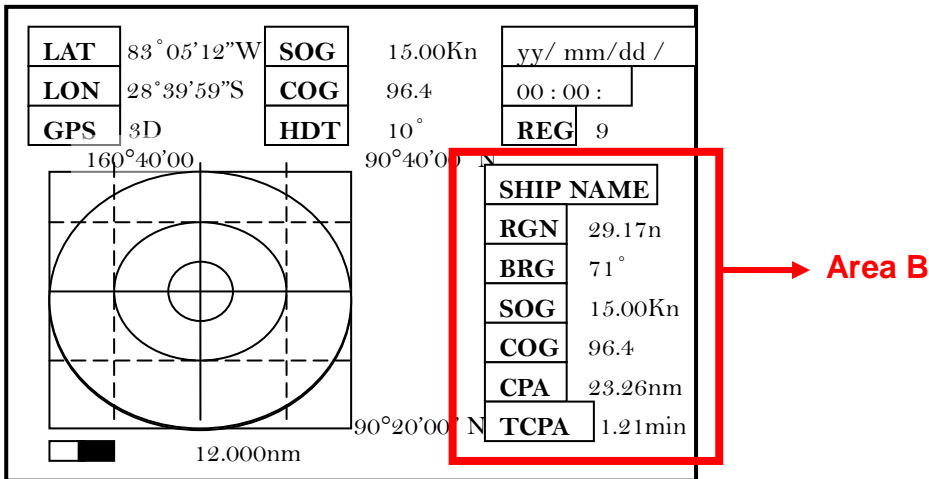 LAT 83°05'12"W SOG 15.00Kn yy/ mm/dd /
LON 28°39'59"S COG 96.4 00 : 00 :
GPS 3D HDT 10° REG 9
160°40'00 90°40'00 N
SHIP NAME
RGN 29.17n
BRG 71°
SOG 15.00Kn
Area B
COG 96.4
CPA 23.26nm
90°20'00' N TCPA 1.21min
12.000nm